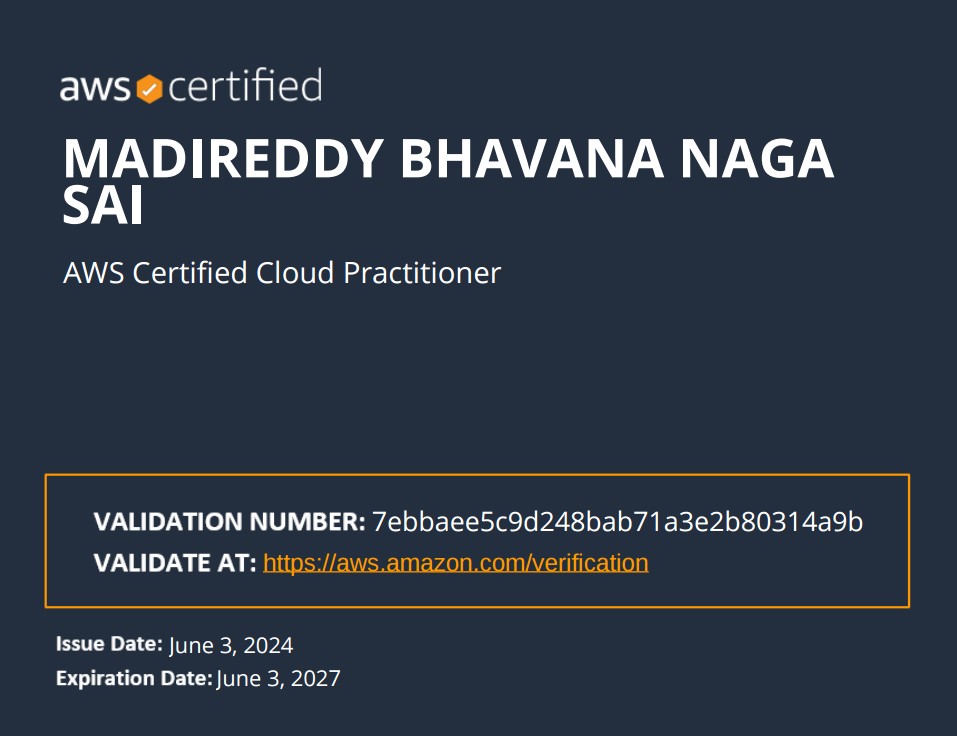 aws certified
MADIREDDY BHAVANA NAGA
SAI
AWS Certified Cloud Practitioner
VALIDATION NUMBER: 7ebbaee5c9d248bab71a3e2b80314a9b
VALIDATE AT: https://aws.amazon.com/verification
Issue Date: June 3, 2024
Expiration Date: June 3, 2027